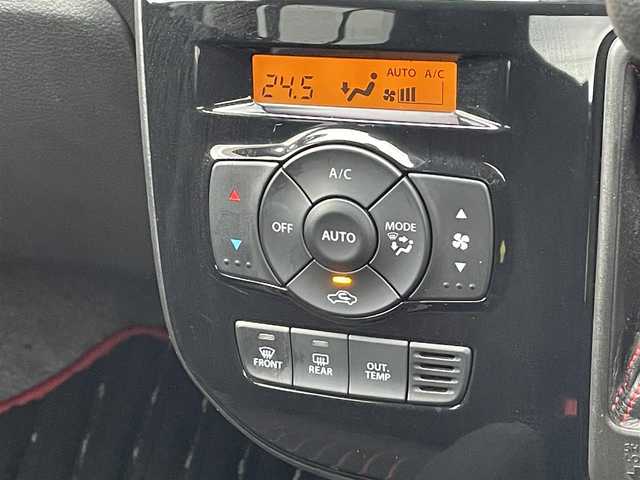 24.5 AUTO A/C
A/C
OFF AUTO MODE
FRONT REAR OUT. TEMP